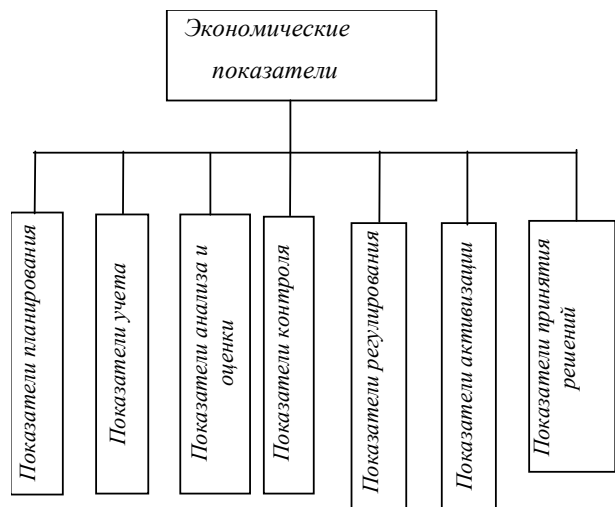 Экономические
показатели
Показатели планирования
Показатели учета
Показатели анализа и
оценки
Показатели контроля
Показатели регулирования
Показатели активизации
Показатели принятия
решений